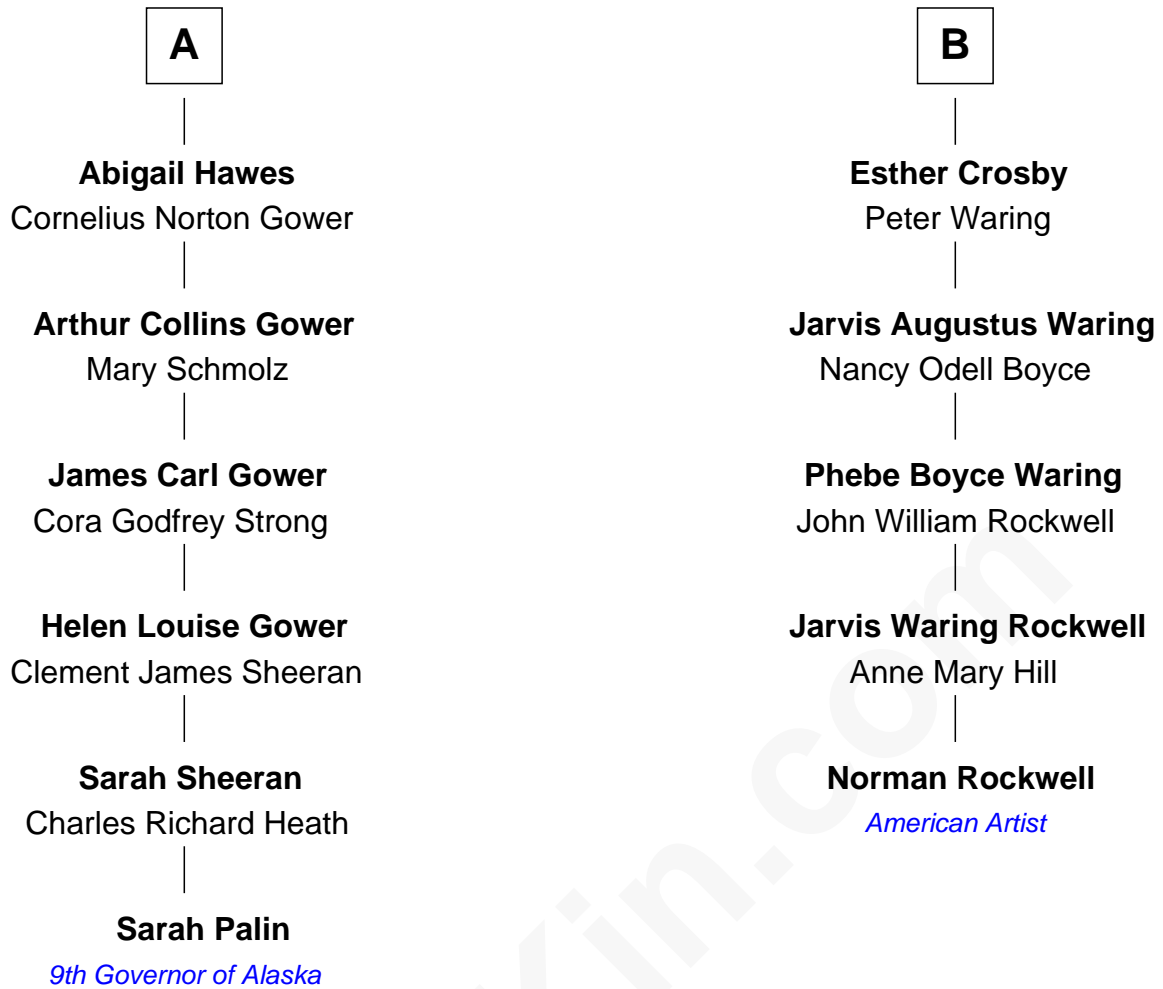 A
Abigail Hawes
Cornelius Norton Gower
Arthur Collins Gower
Mary Schmolz
James Carl Gower
Cora Godfrey Strong
Helen Louise Gower
Clement James Sheeran
Sarah Sheeran
Charles Richard Heath
Sarah Palin
9th Governor of Alaska
B
Esther Crosby
Peter Waring
Jarvis Augustus Waring
Nancy Odell Boyce
Phebe Boyce Waring
John William Rockwell
Jarvis Waring Rockwell
Anne Mary Hill
Norman Rockwell
American Artist
Kin.com